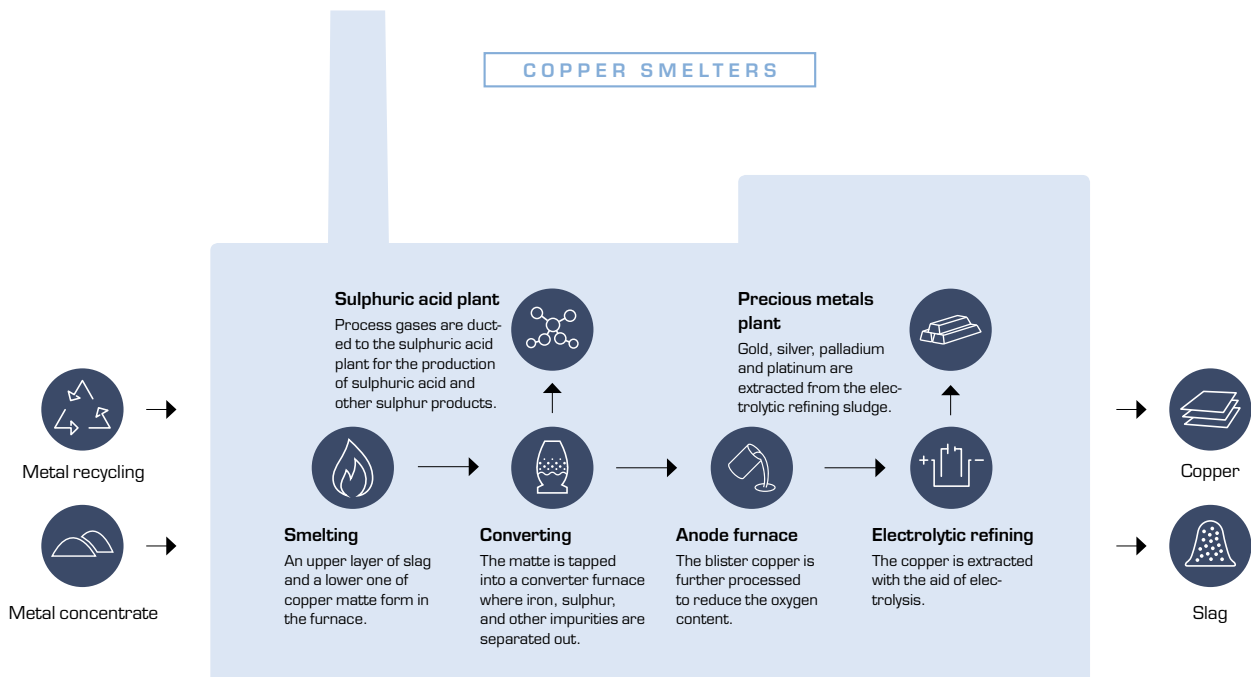 COPPER SMELTERS
Sulphuric acid plant
Process gases are duct-
ed to the sulphuric acid
plant for the production
of sulphuric acid and
other sulphur products.
Precious metals
plant
Gold, silver, palladium
and platinum are
extracted from the elec-
trolytic refining sludge.
Metal recycling
Metal concentrate
Smelting
An upper layer of slag
and a lower one of
copper matte form in
the furnace.
Converting
The matte is tapped
into a converter furnace
where iron, sulphur,
and other impurities are
separated out.
Anode furnace
The blister copper is
further processed
to reduce the oxygen
content.
+ −
Electrolytic refining
The copper is extracted
with the aid of elec-
trolysis.
Copper
Slag